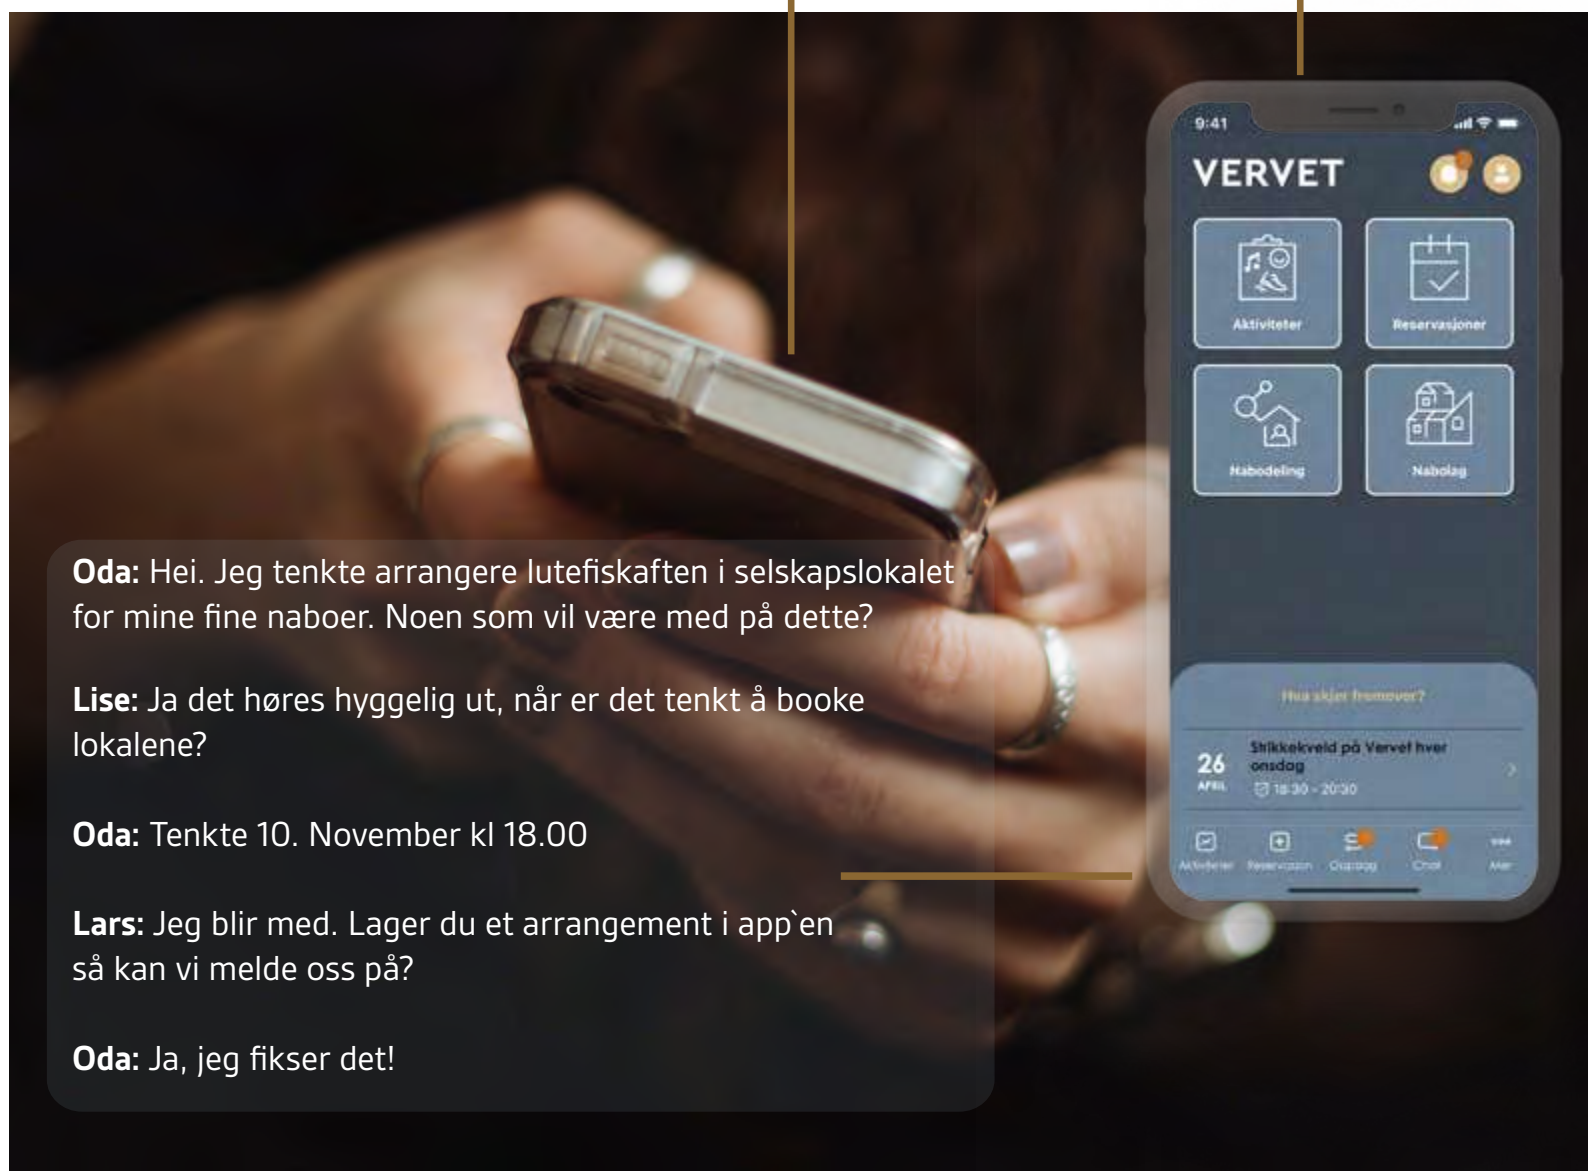 Oda: Hei. Jeg tenkte arrangere lutefiskaften i selskapslokalet
for mine fine naboer. Noen som vil være med på dette?
Lise: Ja det høres hyggelig ut, når er det tenkt å booke
lokalene?
Oda: Tenkte 10. November kl 18.00
Lars: Jeg blir med. Lager du et arrangement i app`en
så kan vi melde oss på?
Oda: Ja, jeg fikser det!
9:41
VERVET
Aktiviteter
Reservasjoner
Nabodeling
Nabolag
Hva skjer fremover?
26
APRIL
Strikkekveld på Vervet hver
onsdag
18:30 - 20:30
Aktiviteter
Reservasjon
Chat
Mer